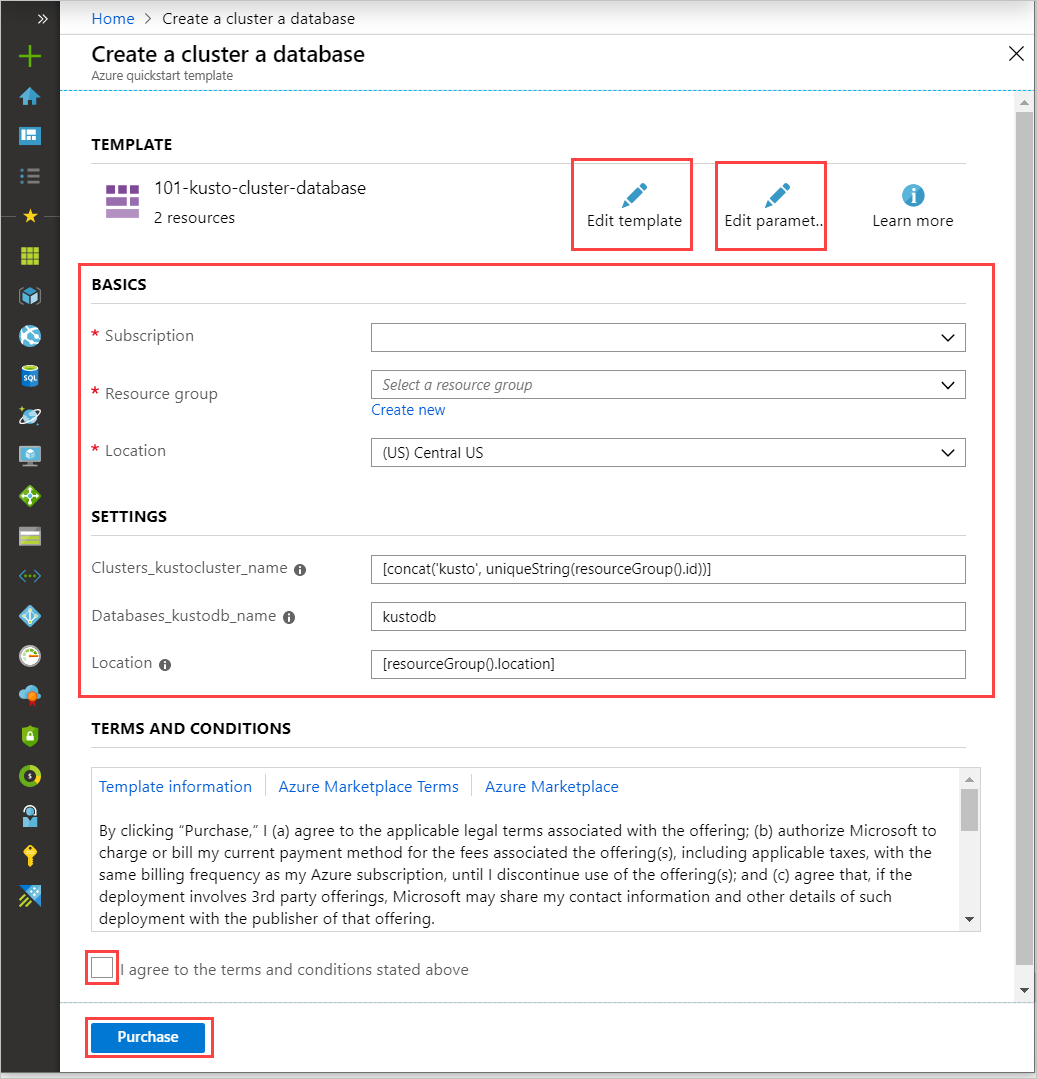 Home > Create a cluster a database
Create a cluster a database
Azure quickstart template
TEMPLATE
101-kusto-cluster-database
2 resources
Edit template
Edit paramet..
Learn more
BASICS
* Subscription
* Resource group
Select a resource group
Create new
* Location
(US) Central US
SETTINGS
Clusters_kustocluster_name
[concat('kusto', uniqueString(resourceGroup().id))]
Databases_kustodb_name
kustodb
Location
[resourceGroup().location]
TERMS AND CONDITIONS
Template information | Azure Marketplace Terms | Azure Marketplace
By clicking “Purchase,” I (a) agree to the applicable legal terms associated with the offering; (b) authorize Microsoft to
charge or bill my current payment method for the fees associated the offering(s), including applicable taxes, with the
same billing frequency as my Azure subscription, until I discontinue use of the offering(s); and (c) agree that, if the
deployment involves 3rd party offerings, Microsoft may share my contact information and other details of such
deployment with the publisher of that offering.
I agree to the terms and conditions stated above
Purchase
SQL